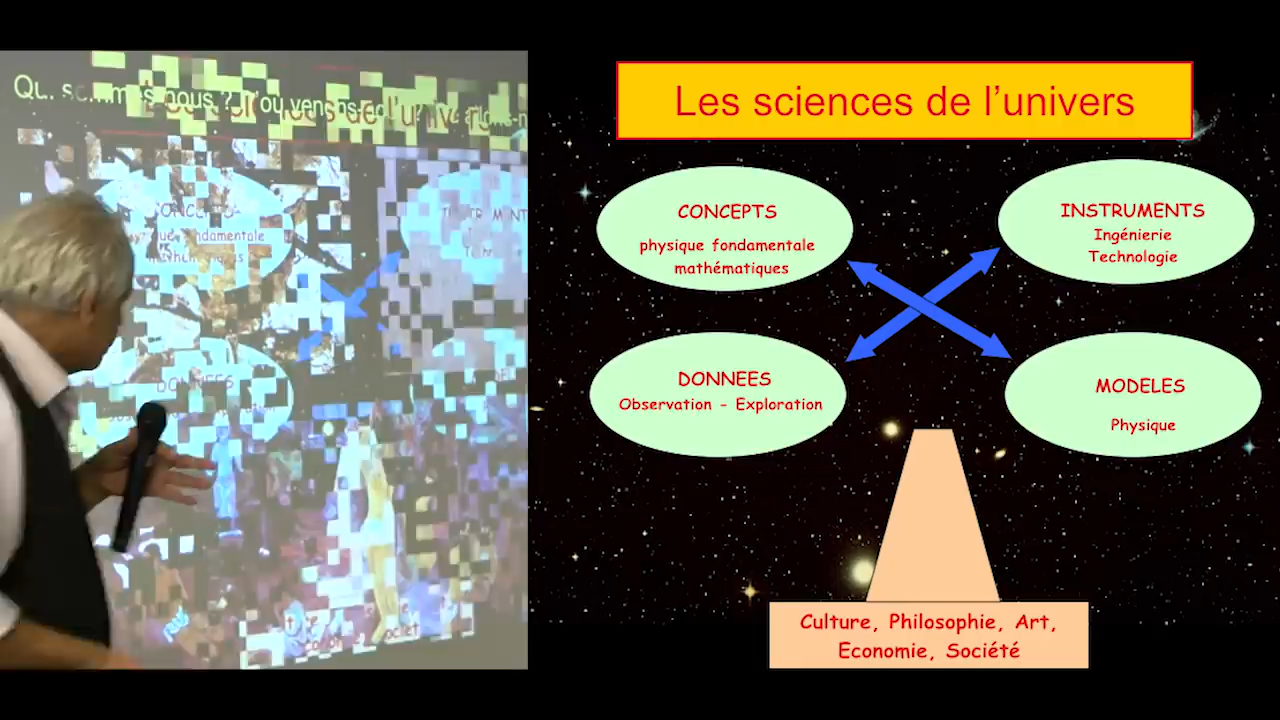 Les sciences de l’univers
CONCEPTS
physique fondamentale
mathématiques
INSTRUMENTS
Ingénierie
Technologie
DONNEES
Observation - Exploration
MODELES
Physique
Culture, Philosophie, Art,
Economie, Société